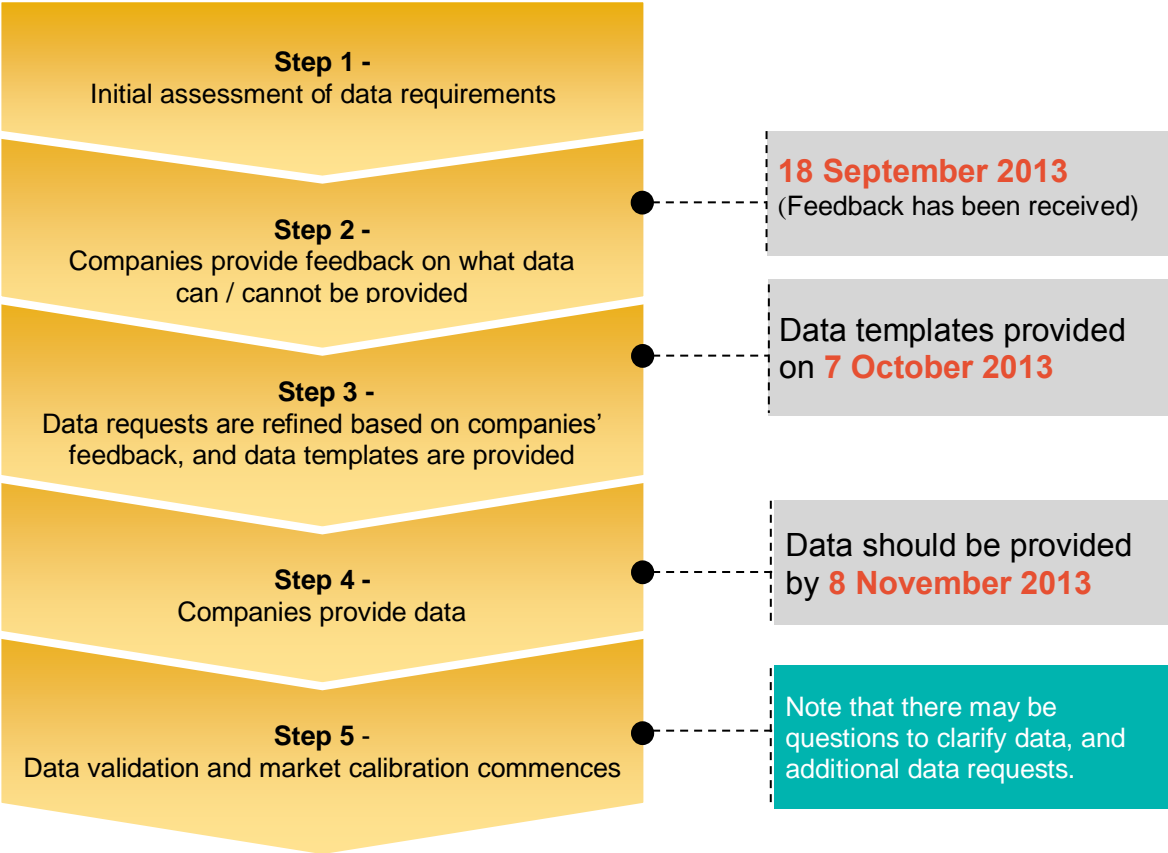 Step 1 -
Initial assessment of data requirements
18 September 2013
(Feedback has been received)
Step 2 -
Companies provide feedback on what data
can / cannot be provided
Data templates provided
on 7 October 2013
Step 3 -
Data requests are refined based on companies’
feedback, and data templates are provided
Data should be provided
by 8 November 2013
Step 4 -
Companies provide data
Note that there may be
questions to clarify data, and
additional data requests.
Step 5 -
Data validation and market calibration commences